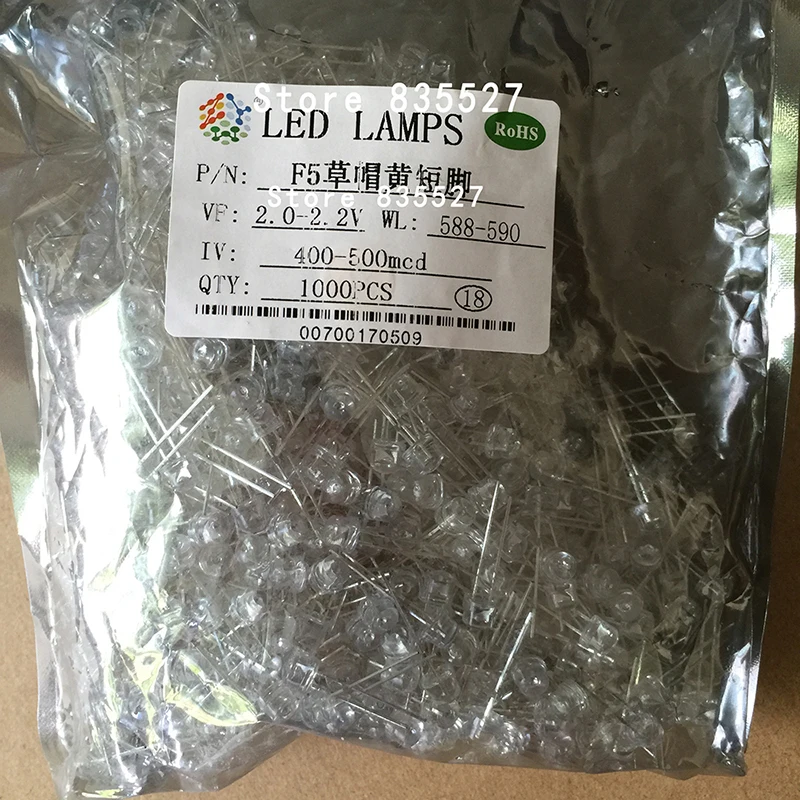 Store 835527
LED LAMPS RoHS
P/N: F5草帽黄短脚
Store 835527
VF: 2.0-2.2V WL: 588-590
IV: 400-500mcd
QTY: 1000PCS 18
00700170509